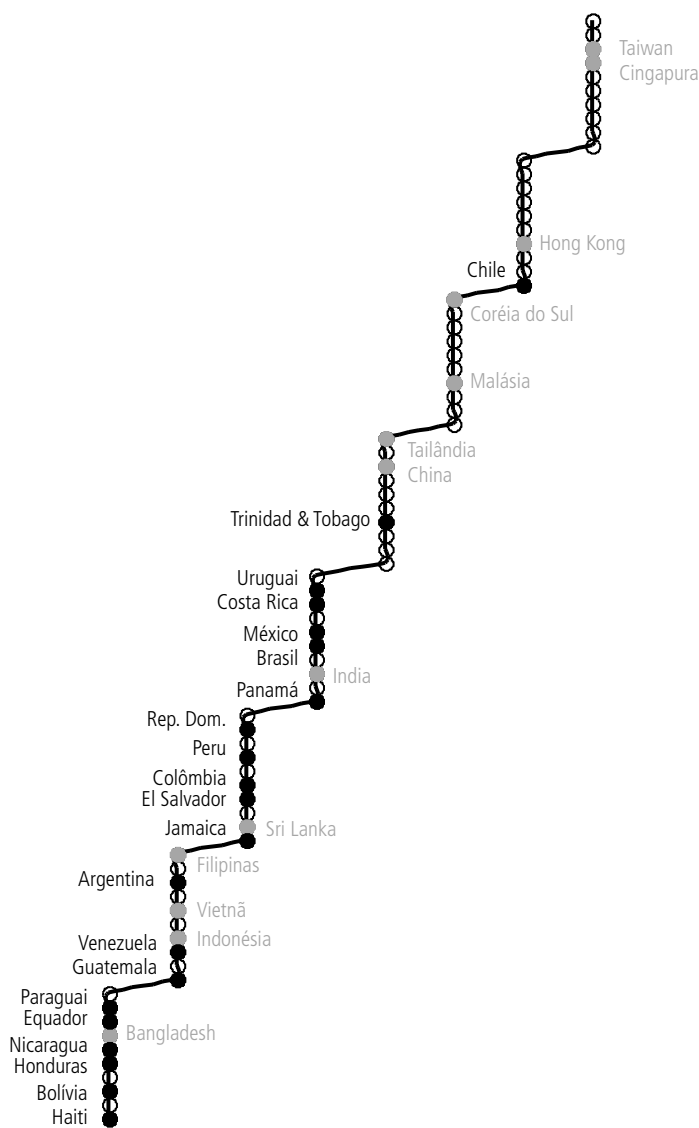 Taiwan
Cingapura
Hong Kong
Chile
Coréia do Sul
Malásia
Tailândia
China
Trinidad & Tobago
Uruguai
Costa Rica
México
Brasil
India
Panamá
Rep. Dom.
Peru
Colômbia
El Salvador
Jamaica
Sri Lanka
Filipinas
Argentina
Vietnã
Indonésia
Venezuela
Guatemala
Paraguai
Equador
Bangladesh
Nicaragua
Honduras
Bolívia
Haiti